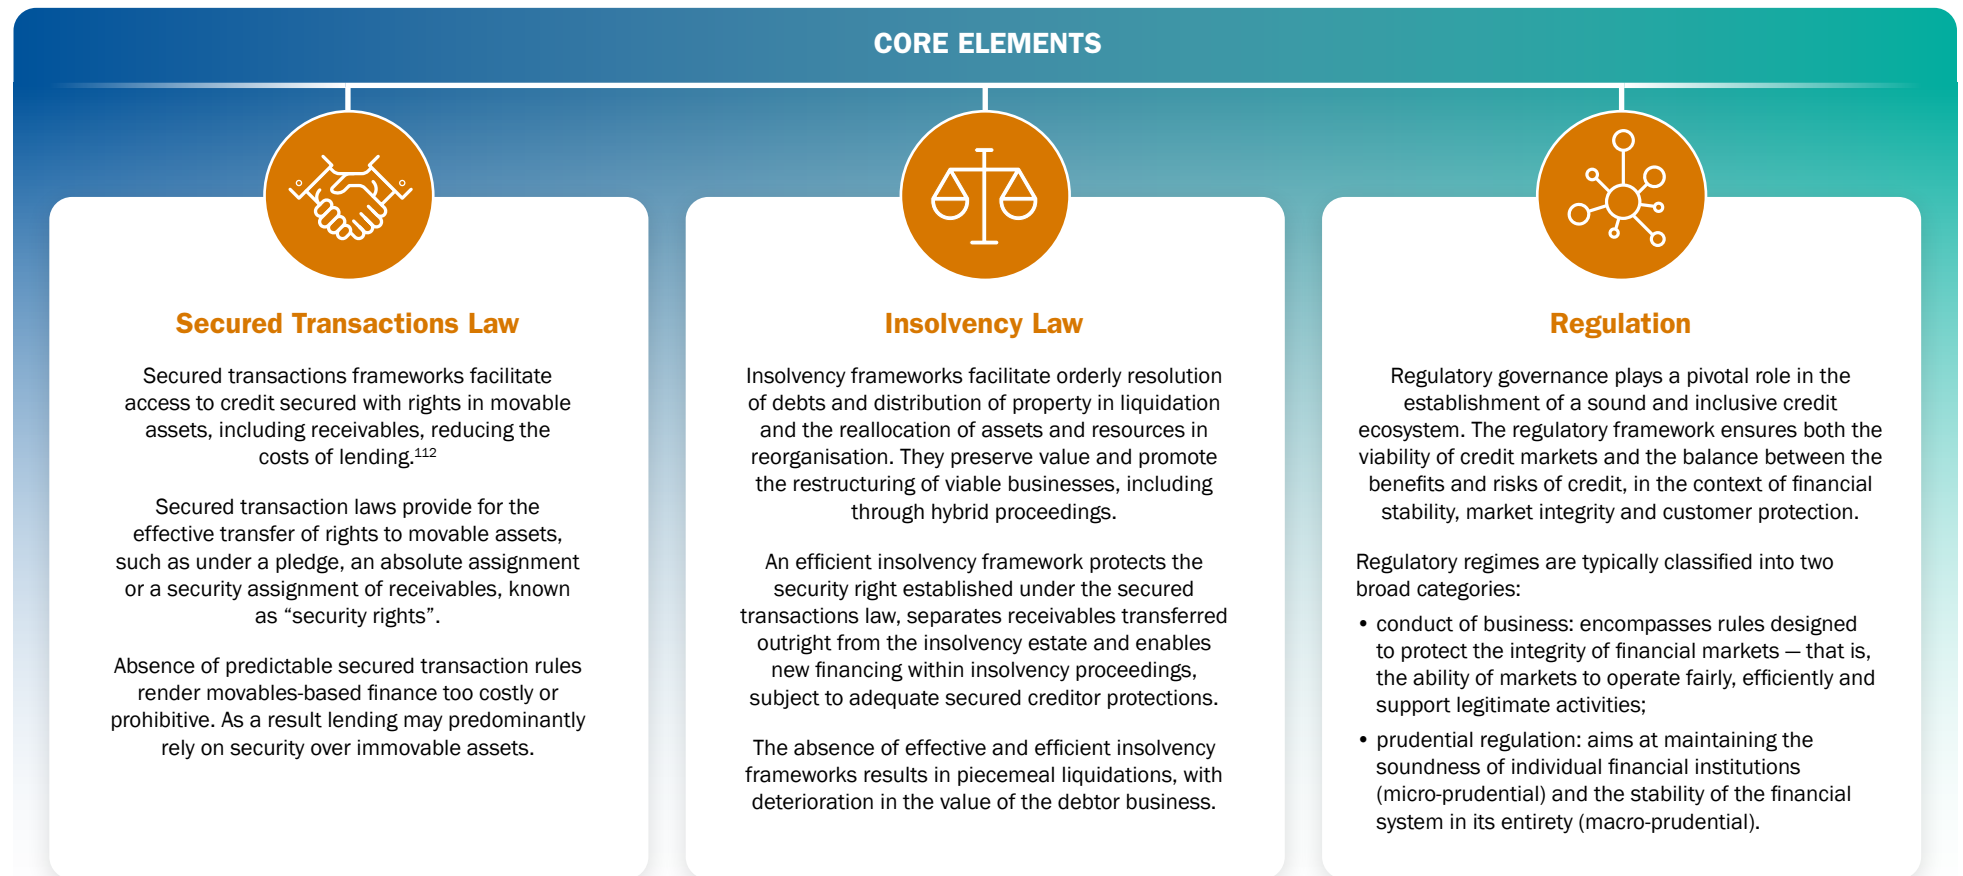 CORE ELEMENTS
Secured Transactions Law
Secured transactions frameworks facilitate
access to credit secured with rights in movable
assets, including receivables, reducing the
costs of lending.112
Secured transaction laws provide for the
effective transfer of rights to movable assets,
such as under a pledge, an absolute assignment
or a security assignment of receivables, known
as “security rights”.
Absence of predictable secured transaction rules
render movables-based finance too costly or
prohibitive. As a result lending may predominantly
rely on security over immovable assets.
Insolvency Law
Insolvency frameworks facilitate orderly resolution
of debts and distribution of property in liquidation
and the reallocation of assets and resources in
reorganisation. They preserve value and promote
the restructuring of viable businesses, including
through hybrid proceedings.
An efficient insolvency framework protects the
security right established under the secured
transactions law, separates receivables transferred
outright from the insolvency estate and enables
new financing within insolvency proceedings,
subject to adequate secured creditor protections.
The absence of effective and efficient insolvency
frameworks results in piecemeal liquidations, with
deterioration in the value of the debtor business.
Regulation
Regulatory governance plays a pivotal role in the
establishment of a sound and inclusive credit
ecosystem. The regulatory framework ensures both the
viability of credit markets and the balance between the
benefits and risks of credit, in the context of financial
stability, market integrity and customer protection.
Regulatory regimes are typically classified into two
broad categories:
• conduct of business: encompasses rules designed
to protect the integrity of financial markets — that is,
the ability of markets to operate fairly, efficiently and
support legitimate activities;
• prudential regulation: aims at maintaining the
soundness of individual financial institutions
(micro-prudential) and the stability of the financial
system in its entirety (macro-prudential).